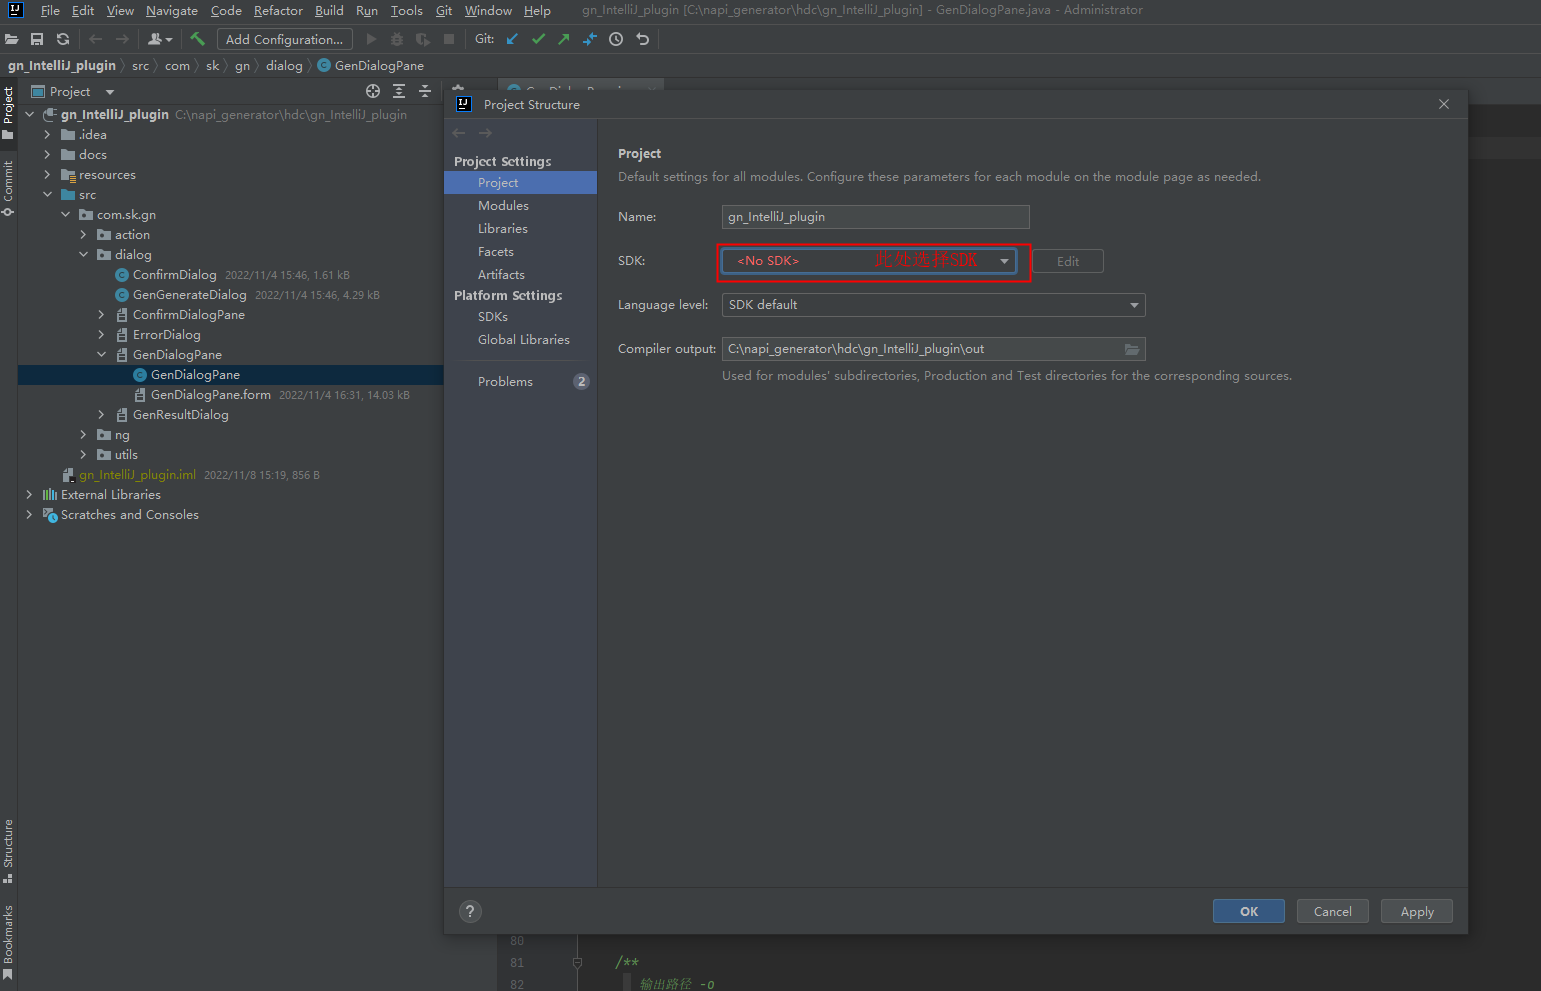 File Edit View Navigate Code Refactor Build Run Tools Git Window Help gn_IntelliJ_plugin [C:\napi_generator\hdc\gn_IntelliJ_plugin] - GenDialogPane.java - Administrator
Add Configuration... Git:
gn_IntelliJ_plugin src com sk gn dialog GenDialogPane
Project
Project
Commit
Structure
Bookmarks
gn_IntelliJ_plugin C:\napi_generator\hdc\gn_IntelliJ_plugin
.idea
docs
resources
src
com.sk.gn
action
dialog
ConfirmDialog 2022/11/4 15:46, 1.61 kB
GenGenerateDialog 2022/11/4 15:46, 4.29 kB
ConfirmDialogPane
ErrorDialog
GenDialogPane
GenDialogPane
GenDialogPane.form 2022/11/4 16:31, 14.03 kB
GenResultDialog
ng
utils
gn_IntelliJ_plugin.iml 2022/11/8 15:19, 856 B
External Libraries
Scratches and Consoles
Project Structure
Project Settings
Project
Modules
Libraries
Facets
Artifacts
Platform Settings
SDKs
Global Libraries
Problems 2
Project
Default settings for all modules. Configure these parameters for each module on the module page as needed.
Name: gn_IntelliJ_plugin
SDK: <No SDK> 此处选择SDK Edit
Language level: SDK default
Compiler output: C:\napi_generator\hdc\gn_IntelliJ_plugin\out
Used for modules' subdirectories, Production and Test directories for the corresponding sources.
? OK Cancel Apply
80
81 /**
82 输出路径 -o